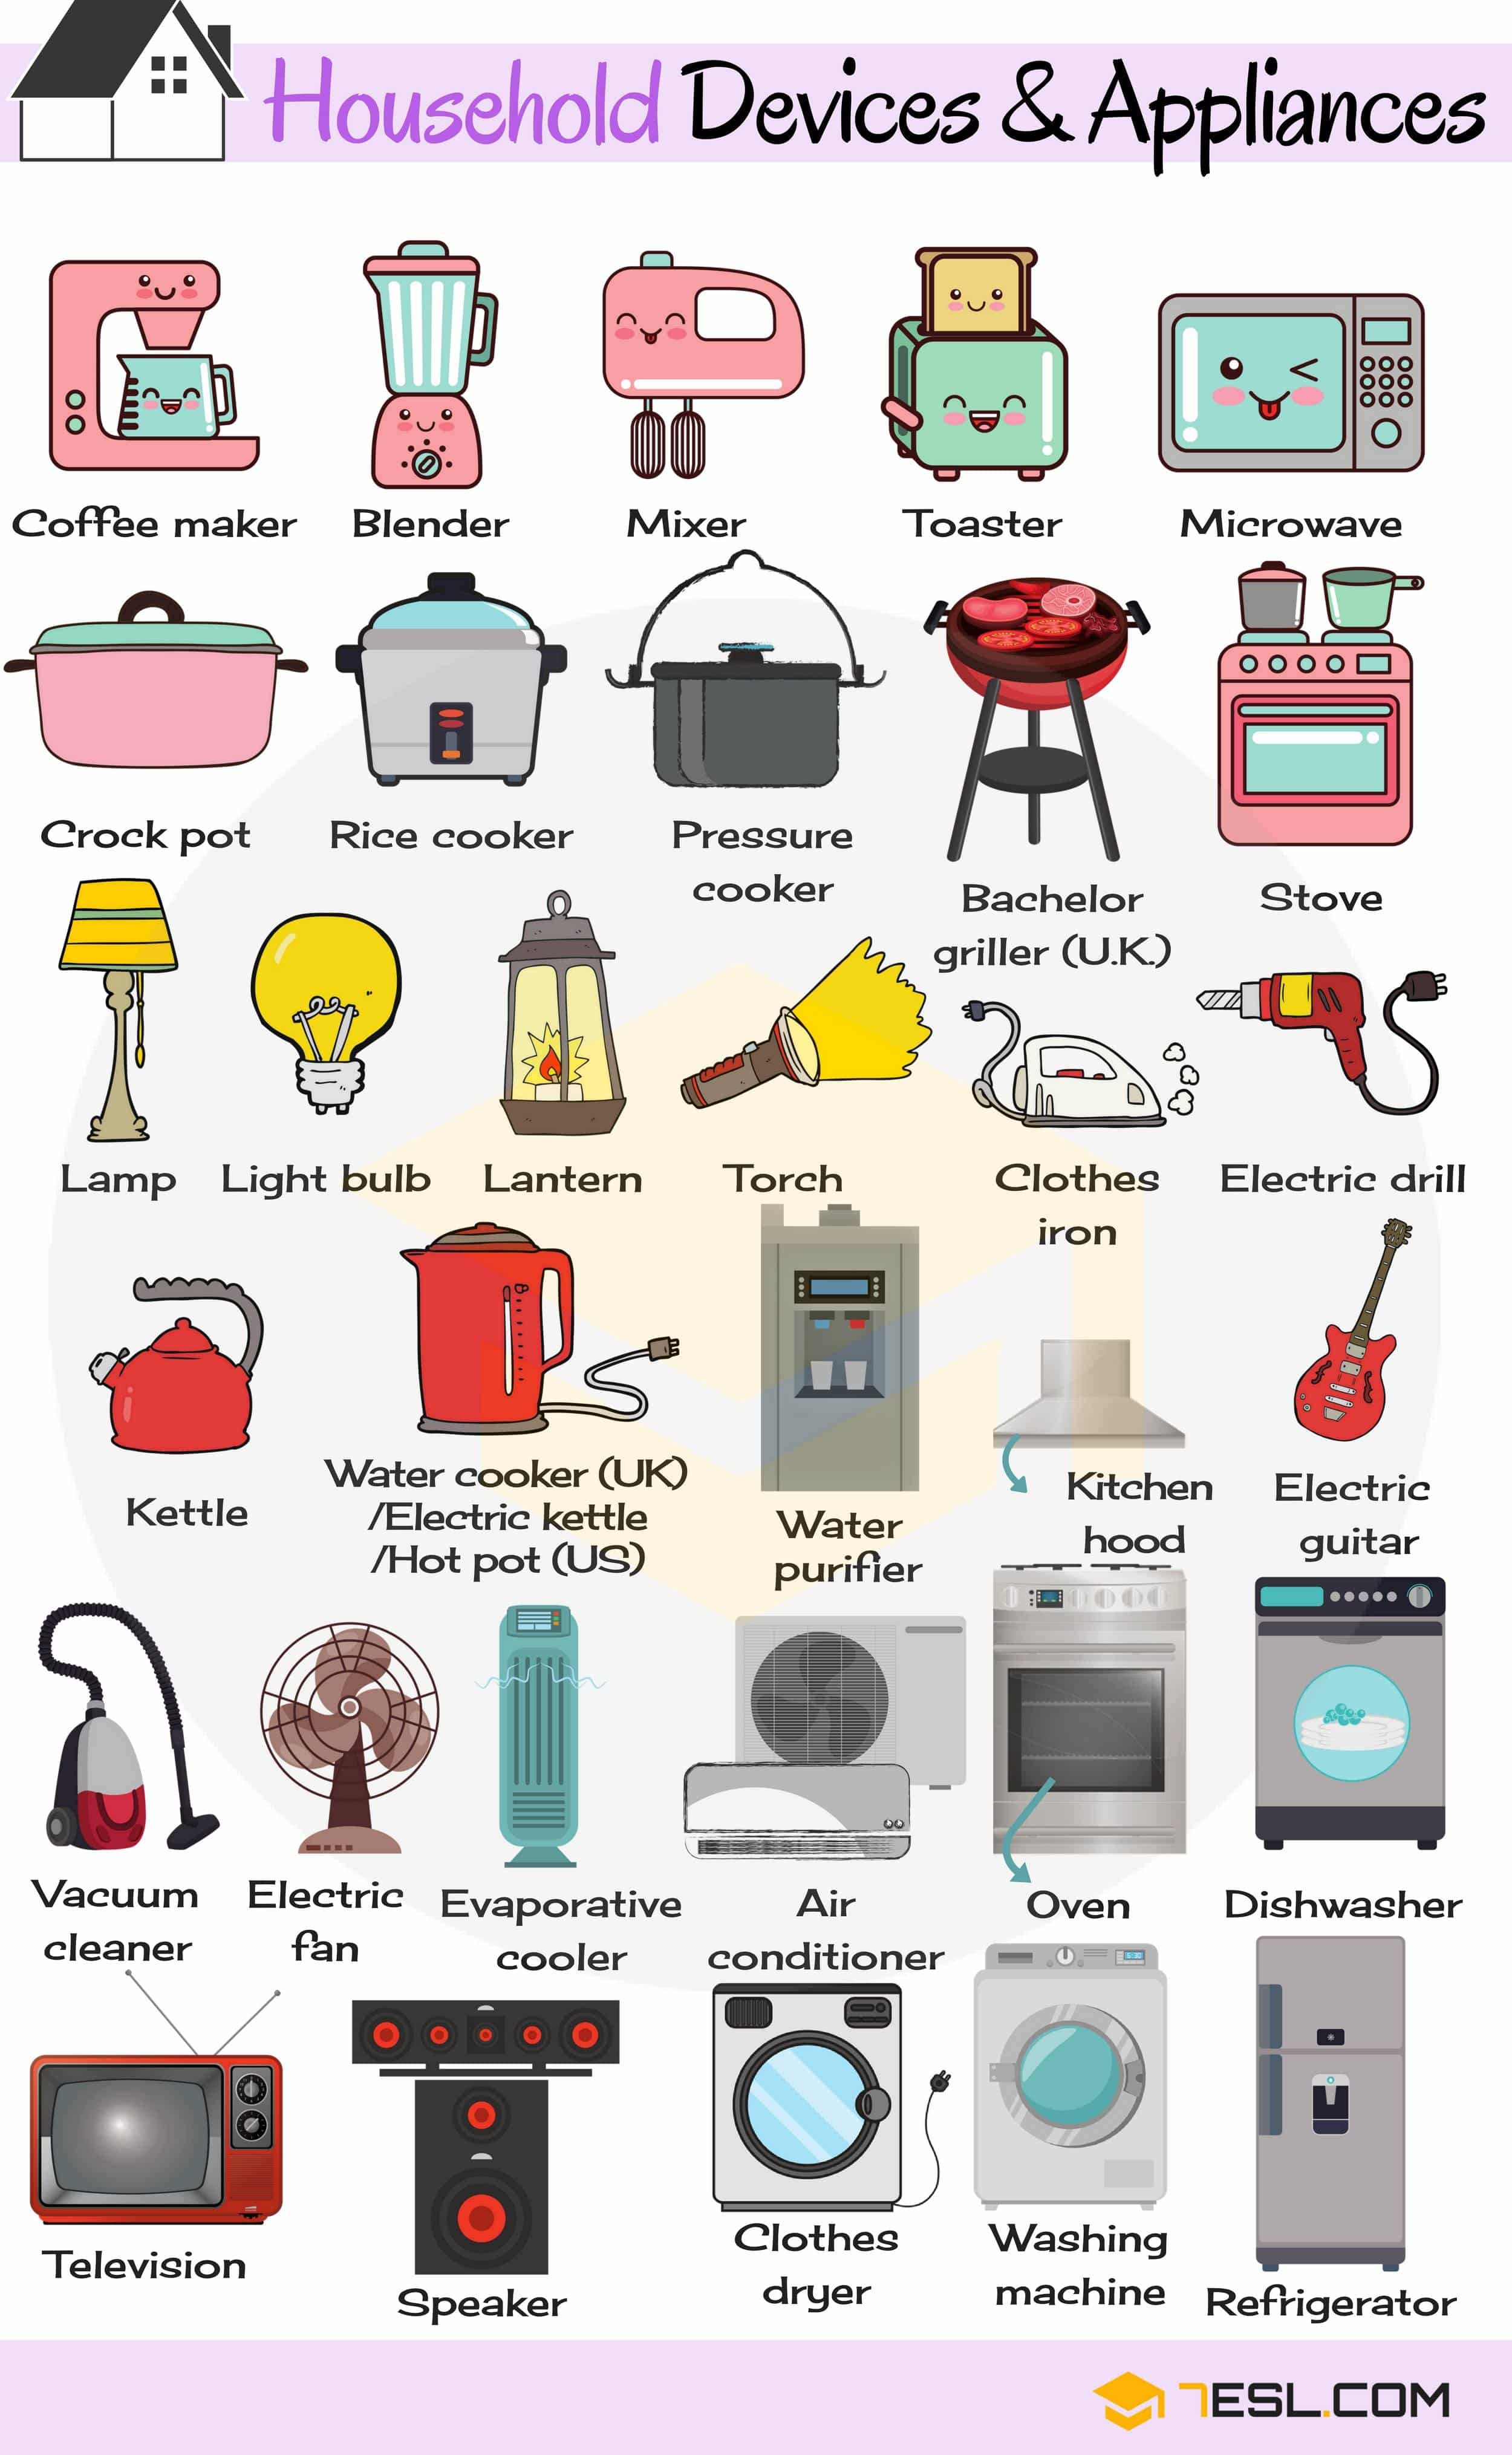 Household Devices & Appliances
Coffee maker
Blender
Mixer
Toaster
Microwave
Crock pot
Rice cooker
Pressure
cooker
Bachelor
griller (U.K.)
Stove
Lamp
Light bulb
Lantern
Torch
Clothes
iron
Electric drill
Kettle
Water cooker (UK)
/Electric kettle
/Hot pot (US)
Water
purifier
Kitchen
hood
Electric
guitar
Vacuum
cleaner
Electric
fan
Evaporative
cooler
Air
conditioner
Oven
Dishwasher
Television
Speaker
Clothes
dryer
Washing
machine
Refrigerator
7ESL.COM